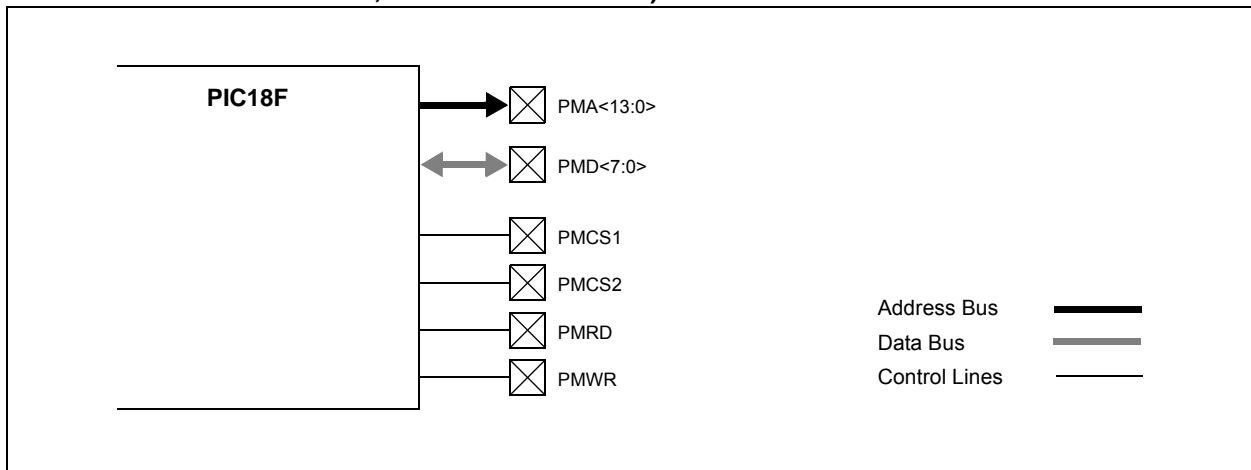 PIC18F
PMA<13:0>
PMD<7:0>
PMCS1
PMCS2
PMRD
PMWR
Address Bus
Data Bus
Control Lines